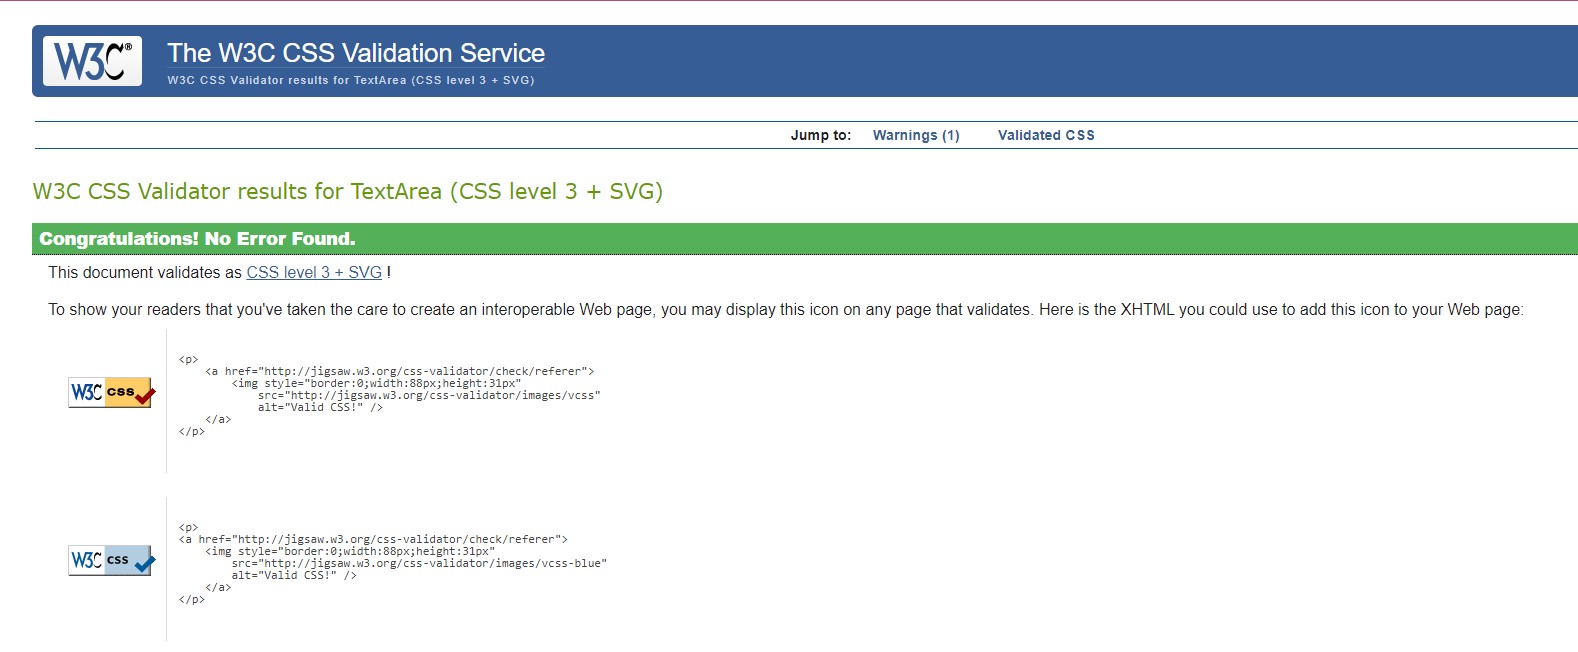 W3C®
The W3C CSS Validation Service
W3C CSS Validator results for TextArea (CSS level 3 + SVG)
Jump to: Warnings (1) Validated CSS
W3C CSS Validator results for TextArea (CSS level 3 + SVG)
Congratulations! No Error Found.
This document validates as CSS level 3 + SVG !
To show your readers that you've taken the care to create an interoperable Web page, you may display this icon on any page that validates. Here is the XHTML you could use to add this icon to your Web page:
W3C css
<p>
    <a href="http://jigsaw.w3.org/css-validator/check/referer">
        <img style="border:0;width:88px;height:31px"
            src="http://jigsaw.w3.org/css-validator/images/vcss"
            alt="Valid CSS!" />
    </a>
</p>
W3C css
<p>
<a href="http://jigsaw.w3.org/css-validator/check/referer">
    <img style="border:0;width:88px;height:31px"
        src="http://jigsaw.w3.org/css-validator/images/vcss-blue"
        alt="Valid CSS!" />
    </a>
</p>